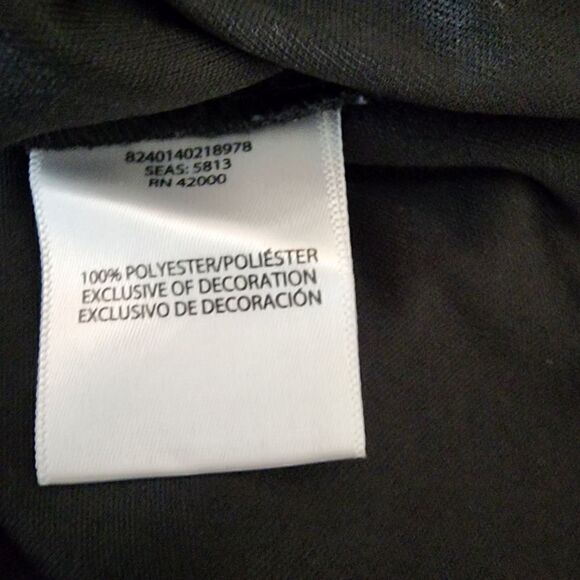 8240140218978
SEAS: 5813
RN 42000
100% POLYESTER/POLIÉSTER
EXCLUSIVE OF DECORATION
EXCLUSIVO DE DECORACIÓN